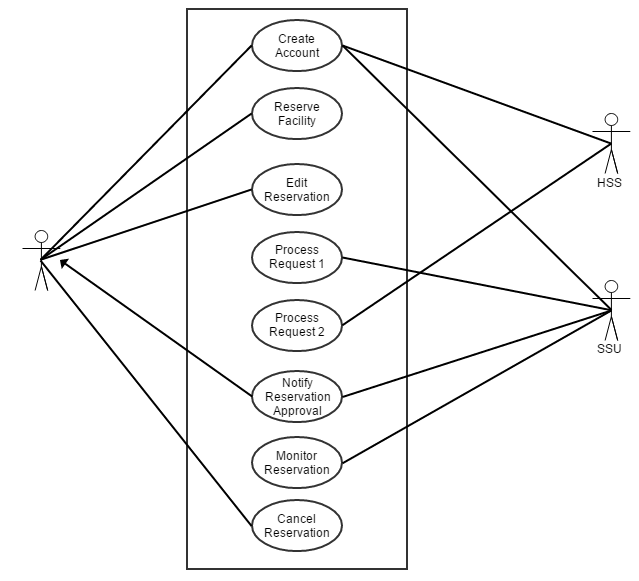 Create
Account
Reserve
Facility
Edit
Reservation
Process
Request 1
Process
Request 2
Notify
Reservation
Approval
Monitor
Reservation
Cancel
Reservation
HSS
SSU